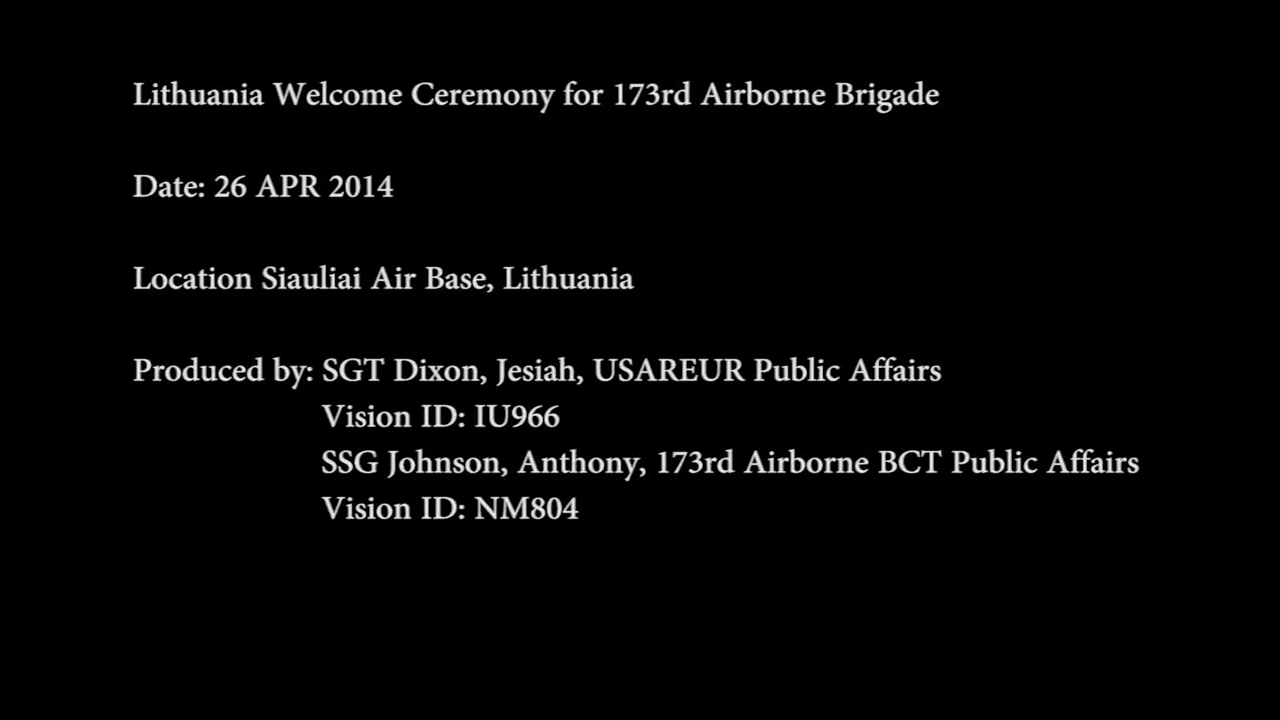 Lithuania Welcome Ceremony for 173rd Airborne Brigade
Date: 26 APR 2014
Location Siauliai Air Base, Lithuania
Produced by: SGT Dixon, Jesiah, USAREUR Public Affairs
Vision ID: IU966
SSG Johnson, Anthony, 173rd Airborne BCT Public Affairs
Vision ID: NM804